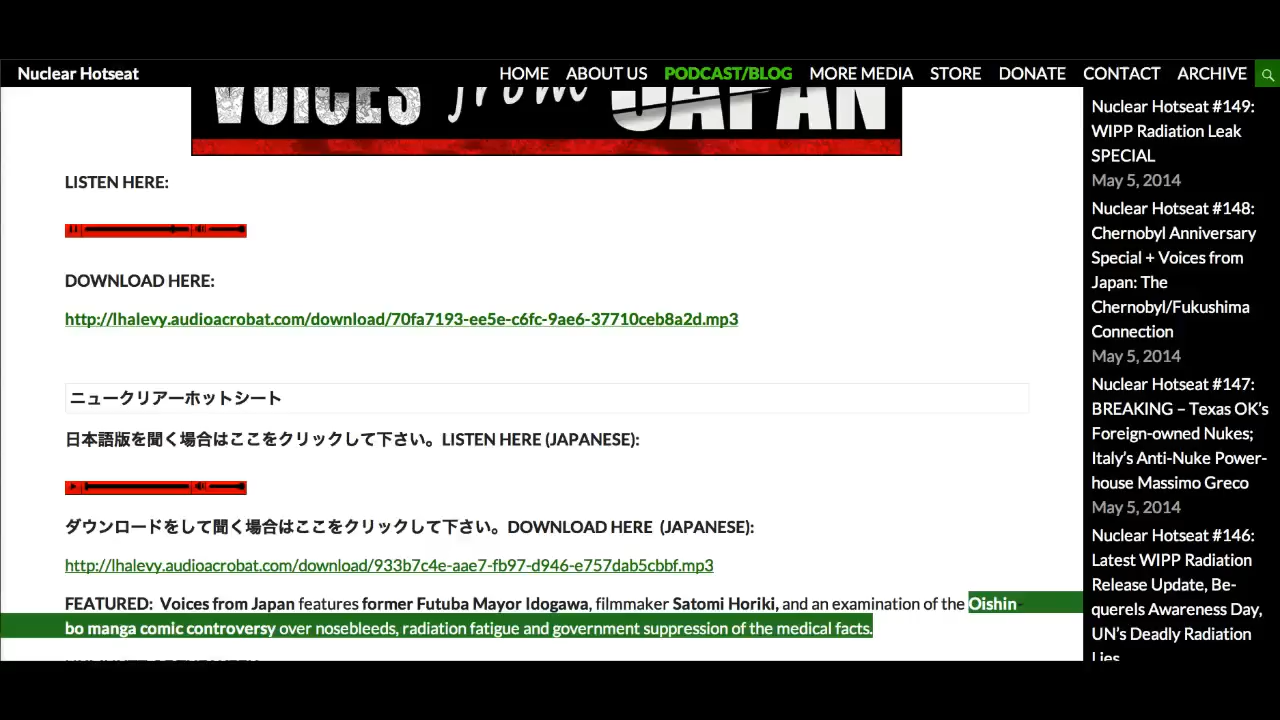 Nuclear Hotseat
HOME ABOUT US PODCAST/BLOG MORE MEDIA STORE DONATE CONTACT ARCHIVE
VOICES from JAPAN
LISTEN HERE:
DOWNLOAD HERE:
http://lhalevy.audioacrobat.com/download/70fa7193-ee5e-c6fc-9ae6-37710ceb8a2d.mp3
ニュークリアーホットシート
日本語版を聞く場合はここをクリックして下さい。LISTEN HERE (JAPANESE):
ダウンロードをして聞く場合はここをクリックして下さい。DOWNLOAD HERE (JAPANESE):
http://lhalevy.audioacrobat.com/download/933b7c4e-aae7-fb97-d946-e757dab5cbbf.mp3
FEATURED: Voices from Japan features former Futuba Mayor Idogawa, filmmaker Satomi Horiki, and an examination of the Oishin-
bo manga comic controversy over nosebleeds, radiation fatigue and government suppression of the medical facts.
Nuclear Hotseat #149:
WIPP Radiation Leak
SPECIAL
May 5, 2014
Nuclear Hotseat #148:
Chernobyl Anniversary
Special + Voices from
Japan: The
Chernobyl/Fukushima
Connection
May 5, 2014
Nuclear Hotseat #147:
BREAKING – Texas OK's
Foreign-owned Nukes;
Italy's Anti-Nuke Power-
house Massimo Greco
May 5, 2014
Nuclear Hotseat #146:
Latest WIPP Radiation
Release Update, Be-
querels Awareness Day,
UN's Deadly Radiation
Lies